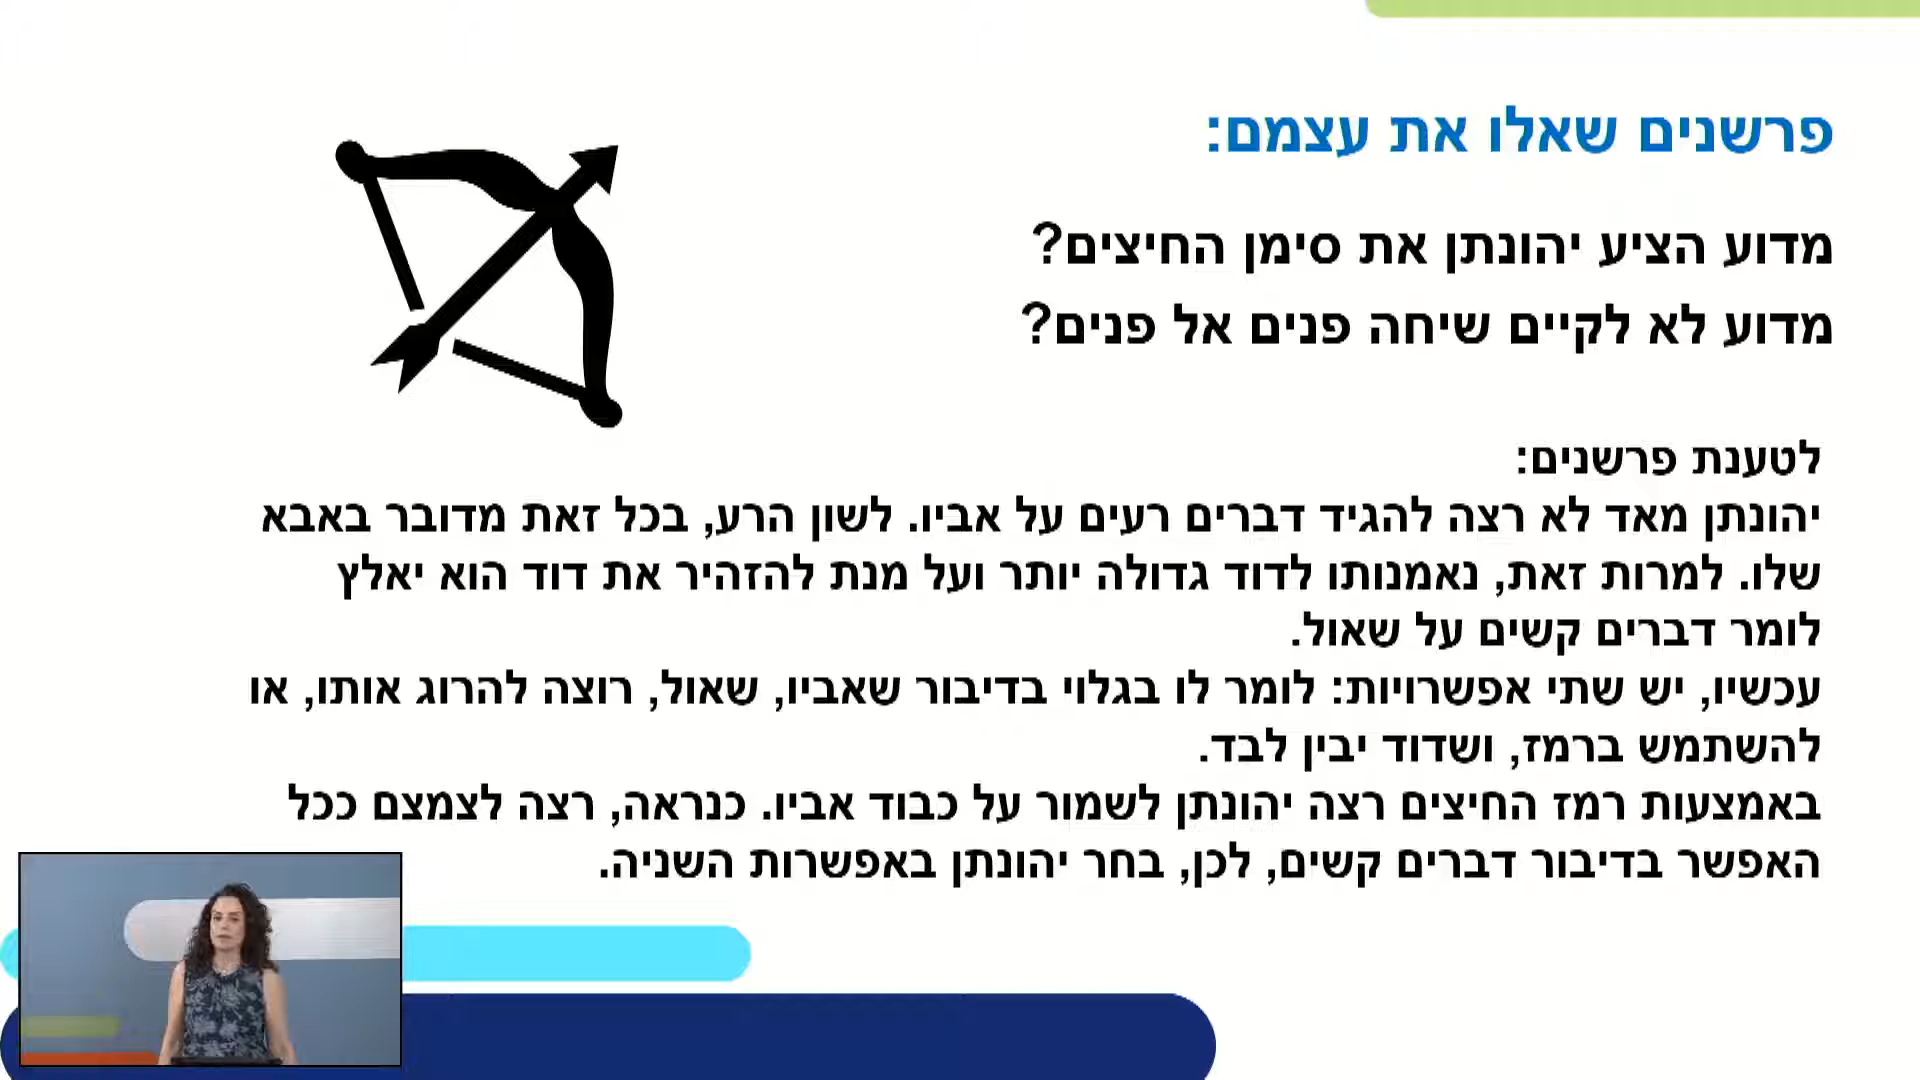 פרשנים שאלו את עצמם:
מדוע הציע יהונתן את סימן החיצים?
מדוע לא לקיים שיחה פנים אל פנים?
לטענת פרשנים:
יהונתן מאד לא רצה להגיד דברים רעים על אביו. לשון הרע, בכל זאת מדובר באבא
שלו. למרות זאת, נאמנותו לדוד גדולה יותר ועל מנת להזהיר את דוד הוא יאלץ
לומר דברים קשים על שאול.
עכשיו, יש שתי אפשרויות: לומר לו בגלוי בדיבור שאביו, שאול, רוצה להרוג אותו, או
להשתמש ברמז, ושדוד יבין לבד.
באמצעות רמז החיצים רצה יהונתן לשמור על כבוד אביו. כנראה, רצה לצמצם ככל
האפשר בדיבור דברים קשים, לכן, בחר יהונתן באפשרות השניה.